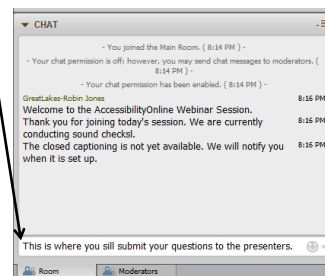 CHAT
- You joined the Main Room. ( 8:14 PM ) -
- Your chat permission is off; however, you may send chat messages to moderators. (
8:14 PM ) -
- Your chat permission has been enabled. ( 8:14 PM ) -
GreatLakes-Robin Jones 8:16 PM
Welcome to the AccessibilityOnline Webinar Session.
Thank you for joining today's session. We are currently 8:16 PM
conducting sound checksl.
The closed captioning is not yet available. We will notify you 8:16 PM
when it is set up.
This is where you sill submit your questions to the presenters.
Room Moderators